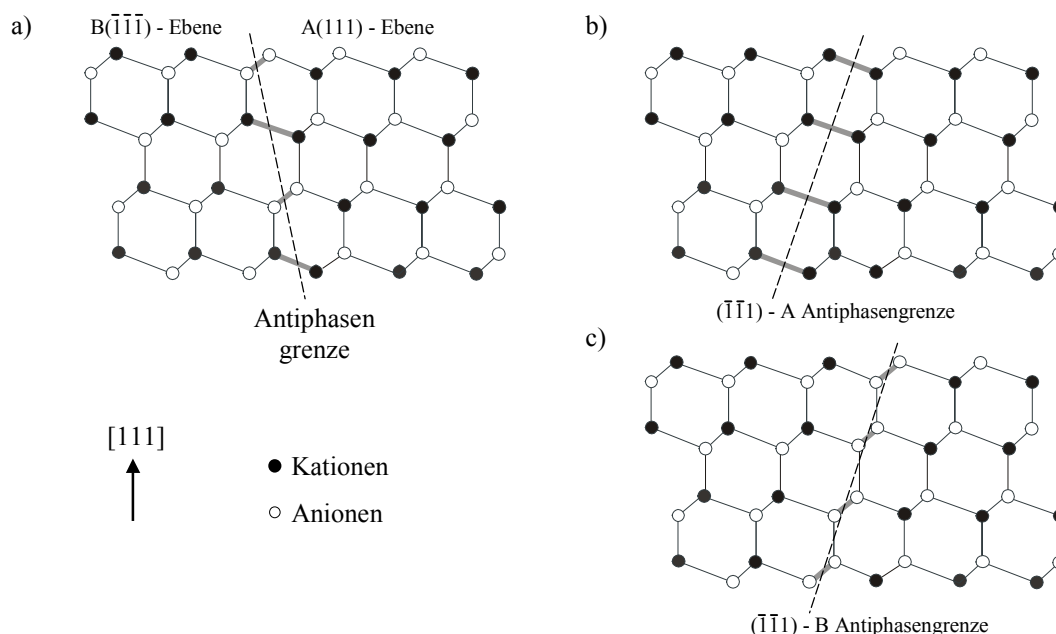 a)
B(1̅1̅1̅) - Ebene
A(111) - Ebene
b)
Antiphasen
grenze
(1̅1̅1) - A Antiphasengrenze
c)
[111]
Kationen
Anionen
(1̅1̅1) - B Antiphasengrenze